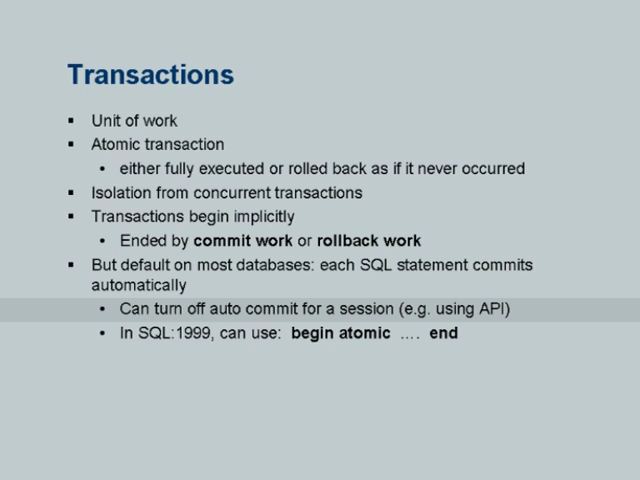 Transactions
▪ Unit of work
▪ Atomic transaction
• either fully executed or rolled back as if it never occurred
▪ Isolation from concurrent transactions
▪ Transactions begin implicitly
• Ended by commit work or rollback work
▪ But default on most databases: each SQL statement commits
automatically
• Can turn off auto commit for a session (e.g. using API)
• In SQL:1999, can use: begin atomic …. end